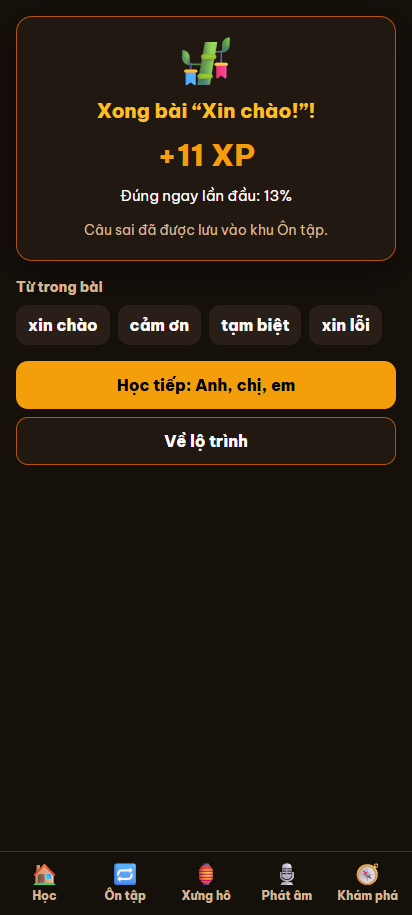 Xong bài “Xin chào!”!
+11 XP
Đúng ngay lần đầu: 13%
Câu sai đã được lưu vào khu Ôn tập.
Từ trong bài
xin chào
cảm ơn
tạm biệt
xin lỗi
Học tiếp: Anh, chị, em
Về lộ trình
Học
Ôn tập
Xưng hô
Phát âm
Khám phá